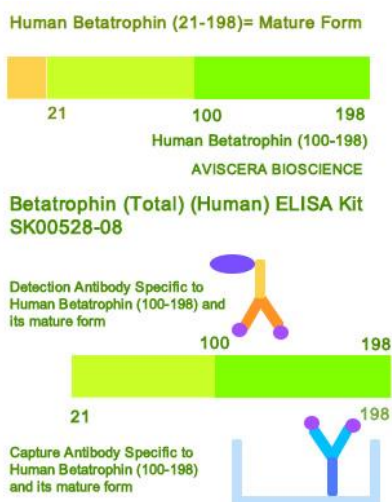 Human Betatrophin (21-198)= Mature Form
21 100 198
Human Betatrophin (100-198)
AVISCERA BIOSCIENCE
Betatrophin (Total) (Human) ELISA Kit
SK00528-08
Detection Antibody Specific to
Human Betatrophin (100-198) and
its mature form
100 198
21 198
Capture Antibody Specific to
Human Betatrophin (100-198)
and its mature form